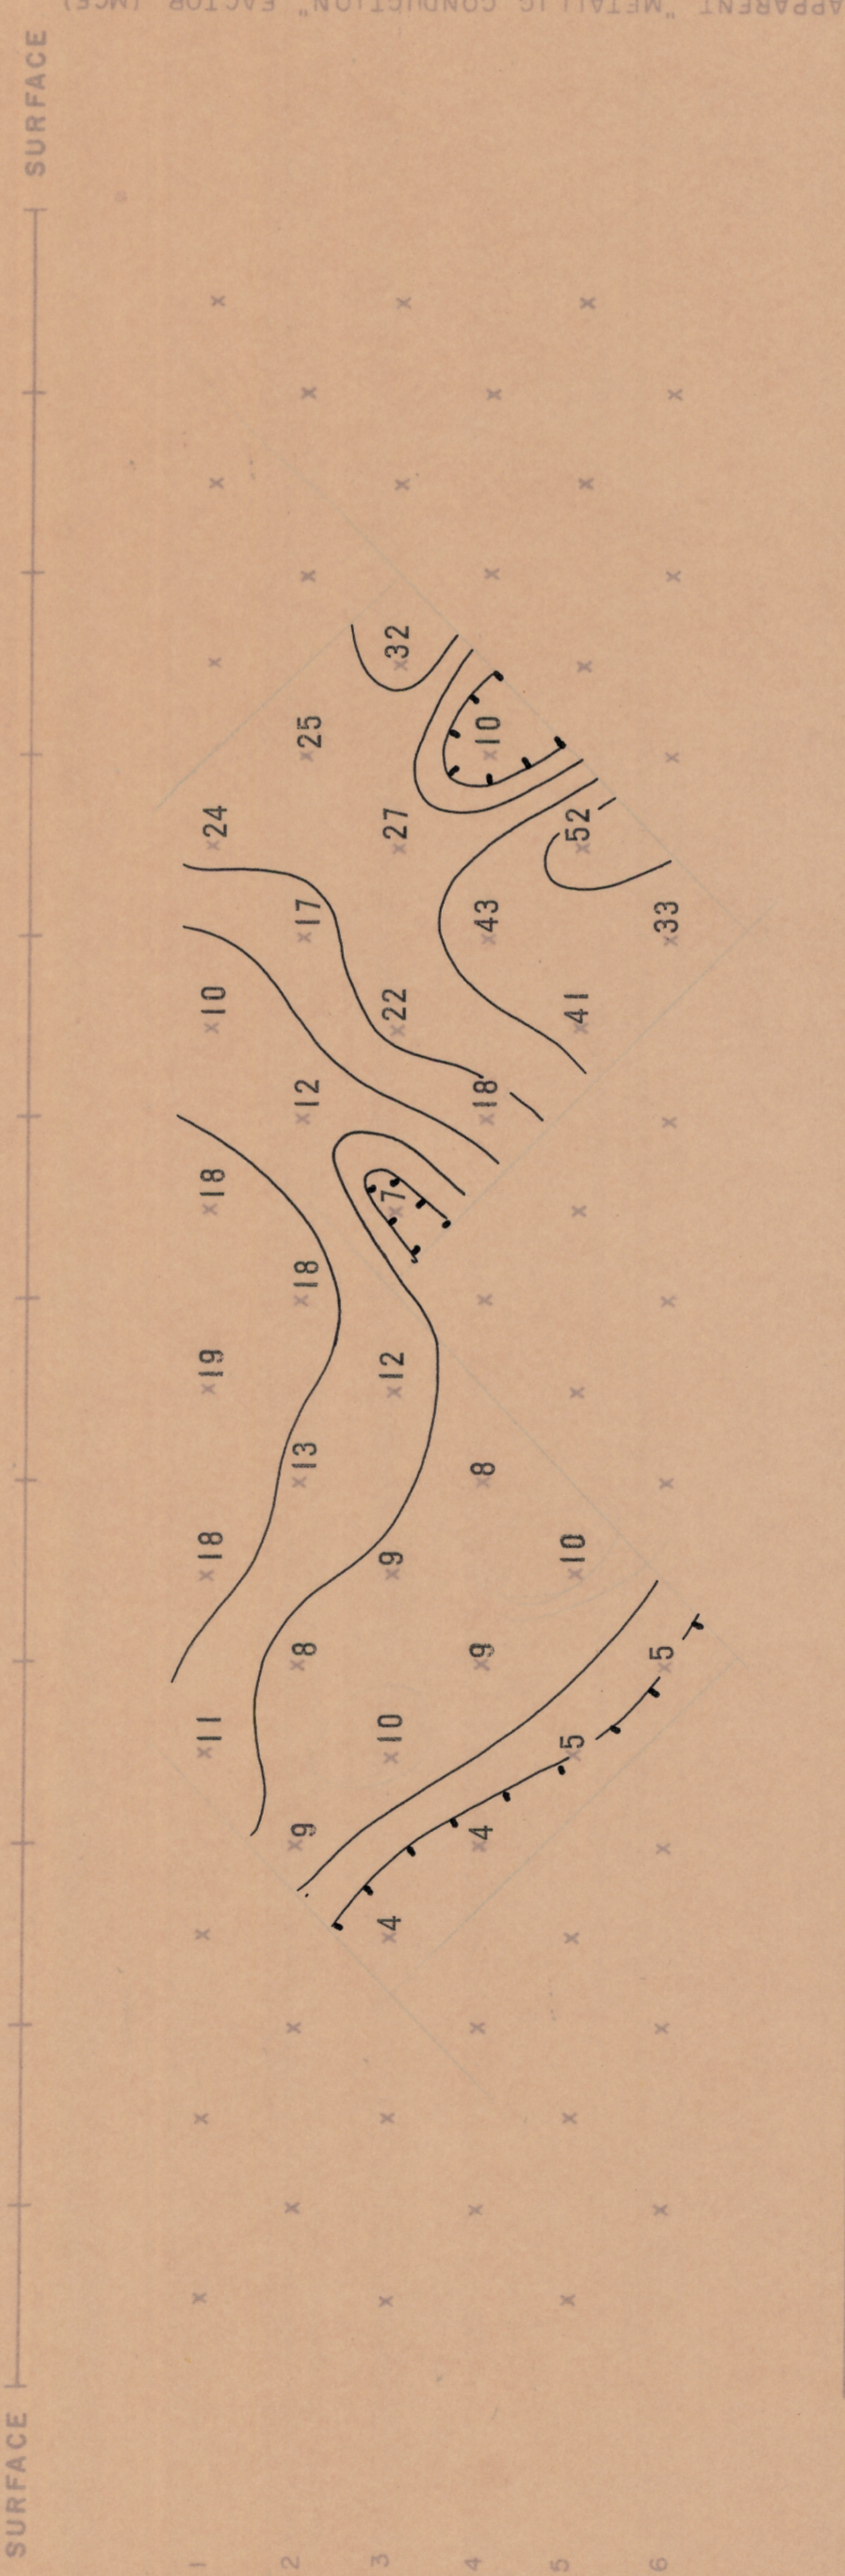 SURFACE SURFACE
1 11 18 19 18 10 24
2 9 8 13 18 12 17 25
3 4 10 9 12 7 22 27 32
4 4 9 8 18 43 10
5 5 10 41 52
6 5 33
APPARENT "METALLIC CONDUCTION" FACTOR (MCF)